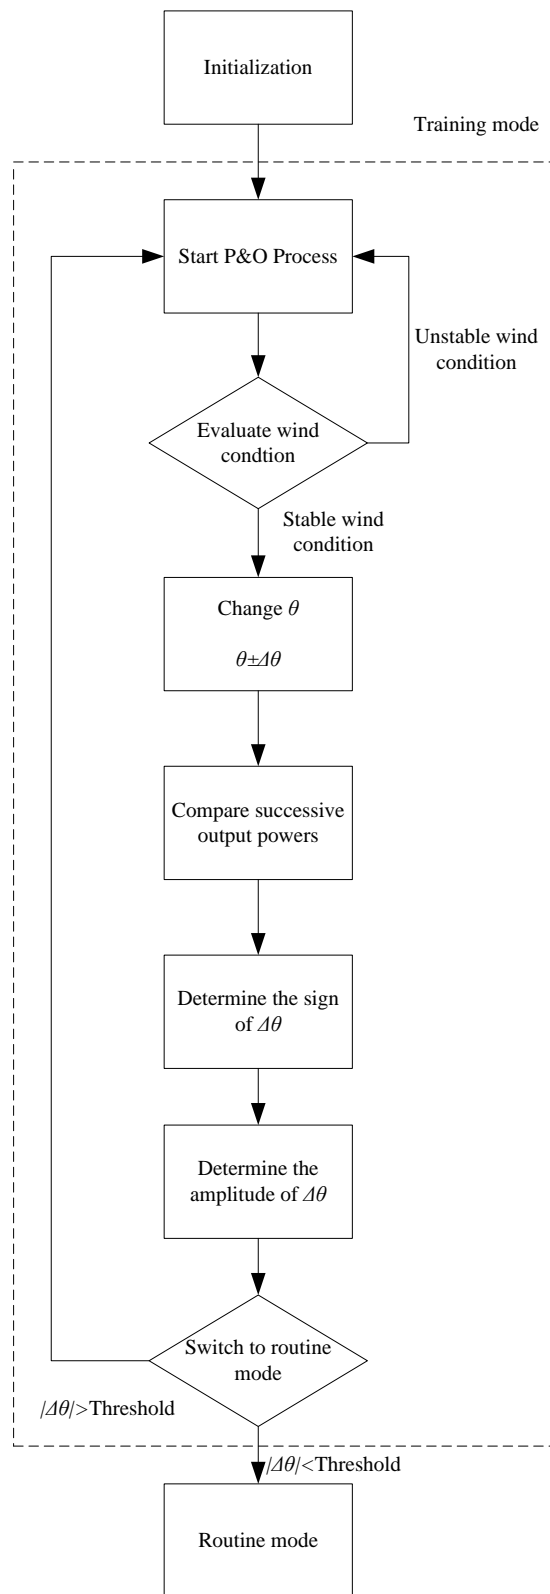 Initialization
Training mode
Start P&O Process
Unstable wind
condition
Evaluate wind
condtion
Stable wind
condition
Change θ
θ±Δθ
Compare successive
output powers
Determine the sign
of Δθ
Determine the
amplitude of Δθ
Switch to routine
mode
|Δθ|>Threshold
|Δθ|<Threshold
Routine mode